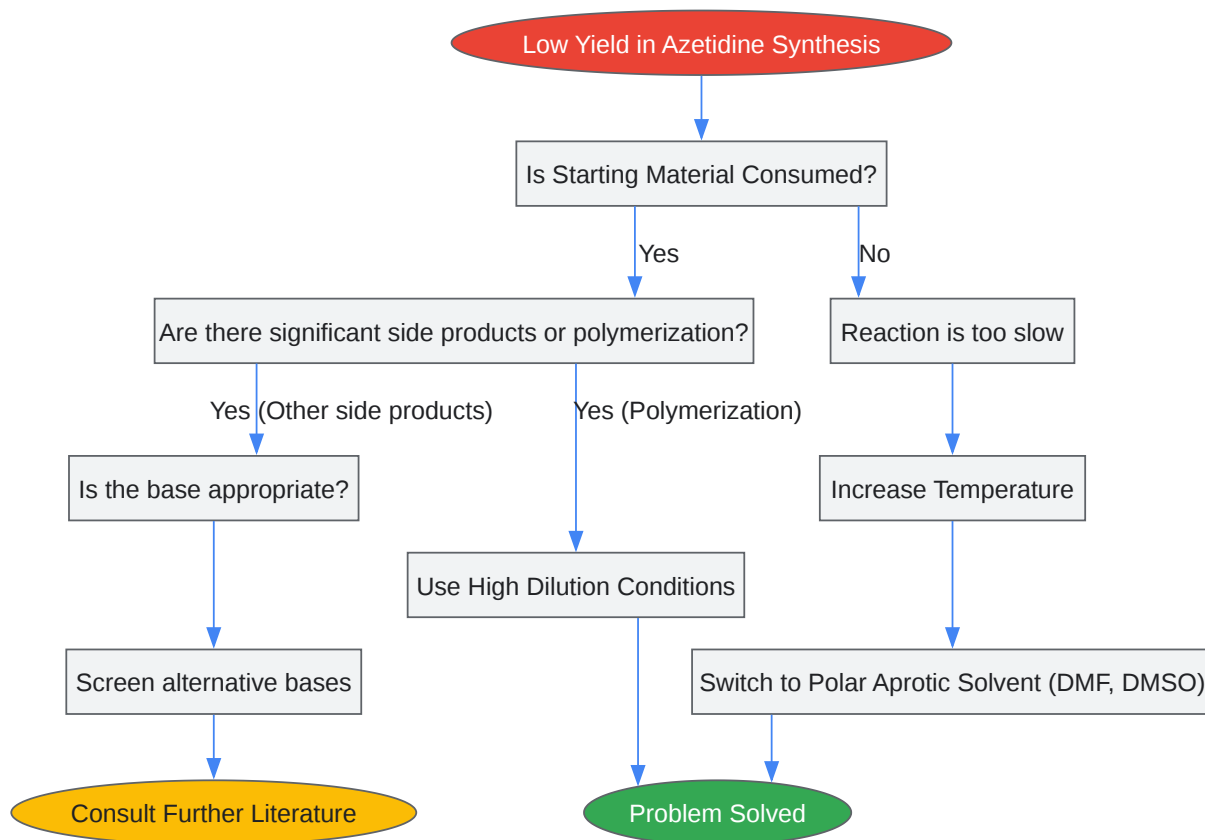 Low Yield in Azetidine Synthesis
Is Starting Material Consumed?
Yes
No
Are there significant side products or polymerization?
Reaction is too slow
Yes (Other side products)
Yes (Polymerization)
Is the base appropriate?
Increase Temperature
Use High Dilution Conditions
Screen alternative bases
Switch to Polar Aprotic Solvent (DMF, DMSO)
Consult Further Literature
Problem Solved